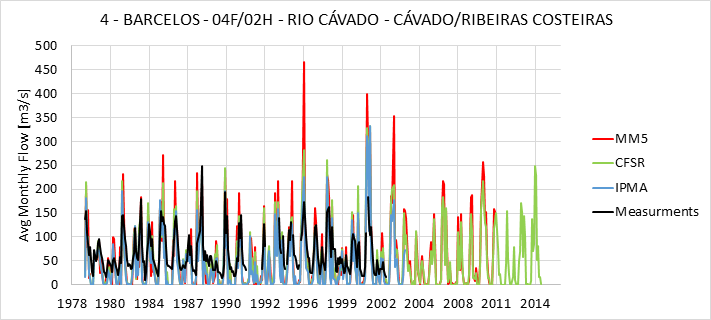 4 - BARCELOS - 04F/02H - RIO CÁVADO - CÁVADO/RIBEIRAS COSTEIRAS
Avg Monthly Flow [m3/s)
500
450
400
350
300
250
200
150
100
50
0
1978 1980 1984 1987 1990 1992 1996 1999 2002 2004 2008 2010 2014
MM5
CFSR
IPMA
Measurments